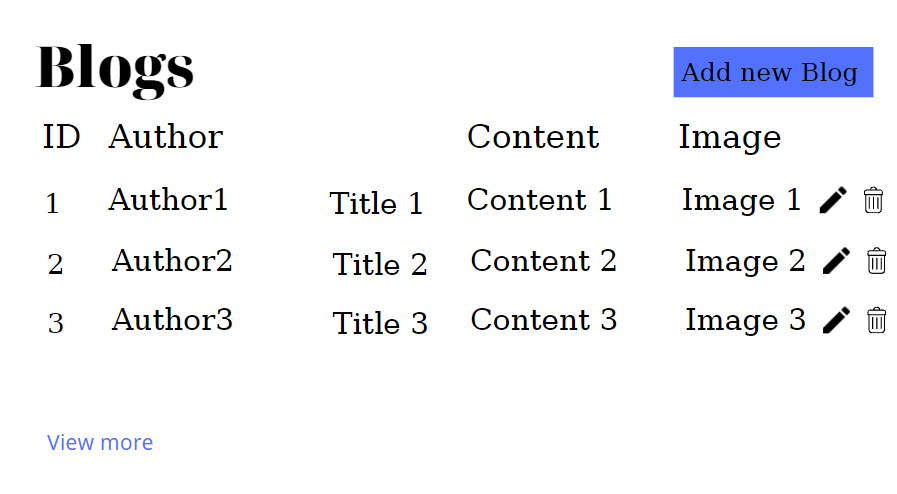 Blogs
Add new Blog
ID Author Content Image
1 Author1 Title 1 Content 1 Image 1
2 Author2 Title 2 Content 2 Image 2
3 Author3 Title 3 Content 3 Image 3
View more